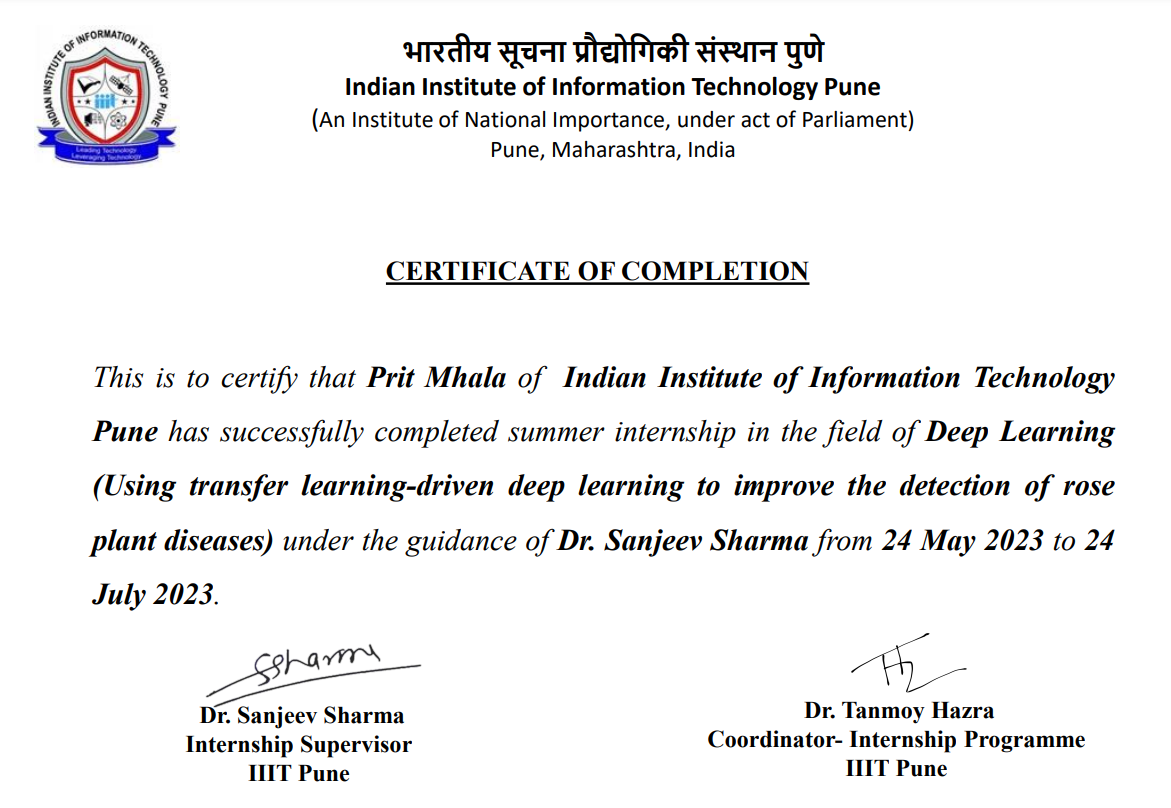 भारतीय सूचना प्रौद्योगिकी संस्थान पुणे
Indian Institute of Information Technology Pune
(An Institute of National Importance, under act of Parliament)
Pune, Maharashtra, India
INDIAN INSTITUTE OF INFORMATION TECHNOLOGY PUNE
iiit
Leading Technology
Leveraging Technology
CERTIFICATE OF COMPLETION
This is to certify that Prit Mhala of Indian Institute of Information Technology
Pune has successfully completed summer internship in the field of Deep Learning
(Using transfer learning-driven deep learning to improve the detection of rose
plant diseases) under the guidance of Dr. Sanjeev Sharma from 24 May 2023 to 24
July 2023.
SSharma
Dr. Sanjeev Sharma
Internship Supervisor
IIIT Pune
Dr. Tanmoy Hazra
Coordinator- Internship Programme
IIIT Pune